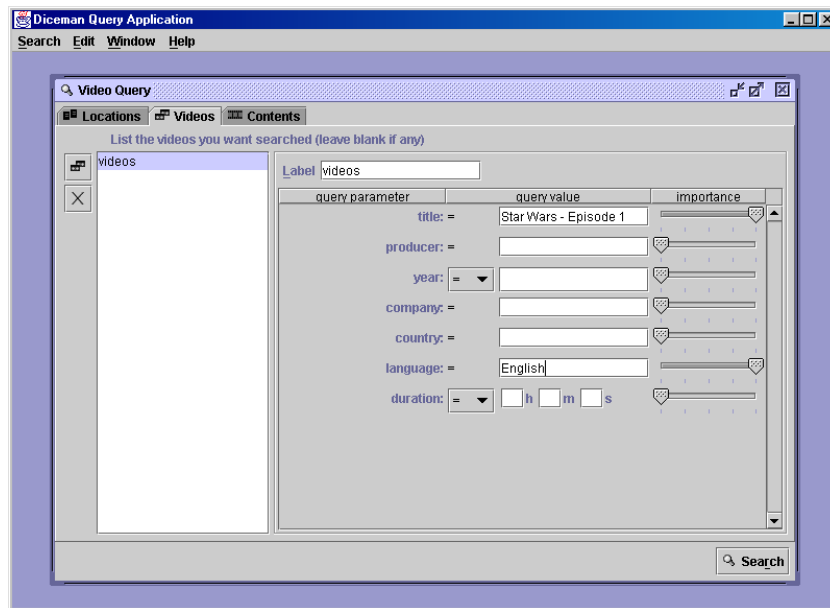 Diceman Query Application
Search Edit Window Help
Video Query
Locations Videos Contents
List the videos you want searched (leave blank if any)
videos
Label videos
query parameter query value importance
title: = Star Wars - Episode 1
producer: =
year: =
company: =
country: =
language: = English
duration: = h m s
Search